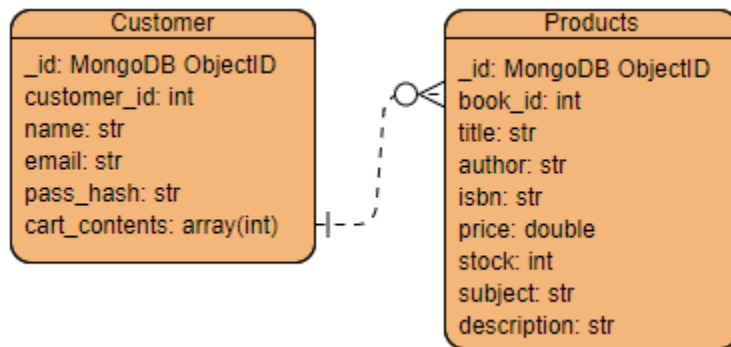 Customer
_id: MongoDB ObjectID
customer_id: int
name: str
email: str
pass_hash: str
cart_contents: array(int)
Products
_id: MongoDB ObjectID
book_id: int
title: str
author: str
isbn: str
price: double
stock: int
subject: str
description: str